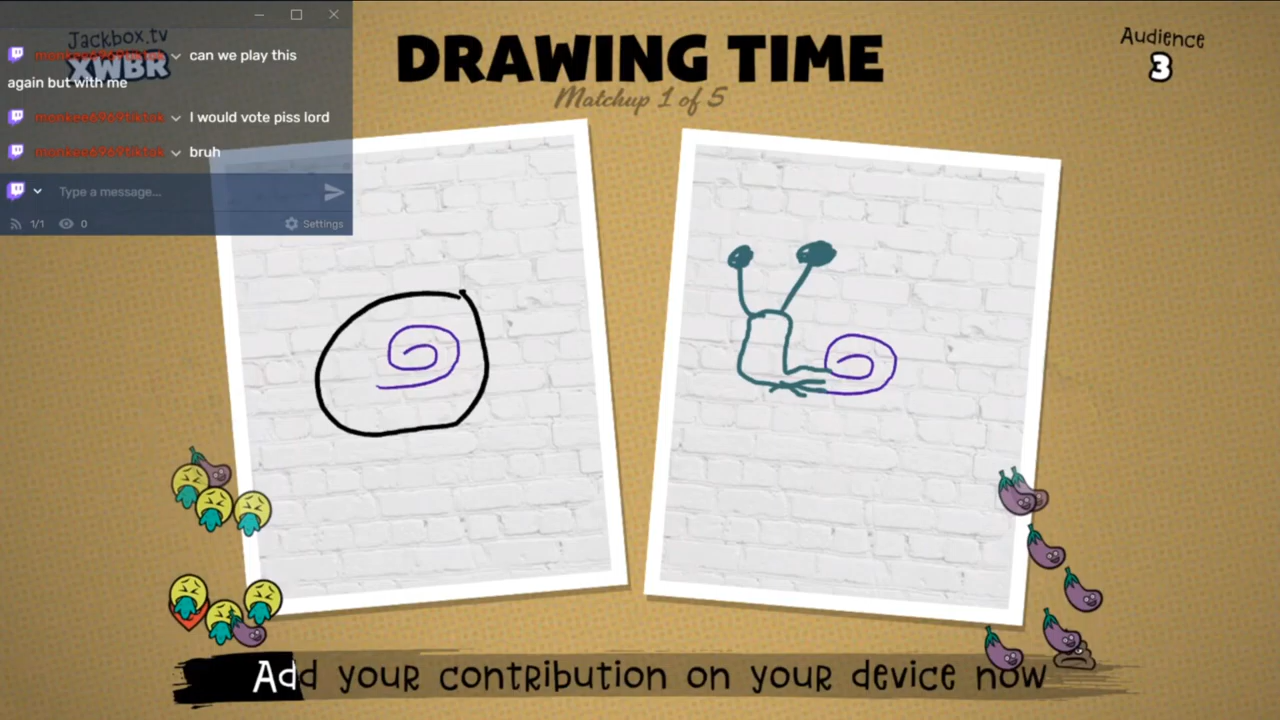 Jackbox.tv
XWBR
can we play this
again but with me
I would vote piss lord
bruh
Type a message...
1/1 0 Settings
DRAWING TIME
Matchup 1 of 5
Audience
3
Add your contribution on your device now